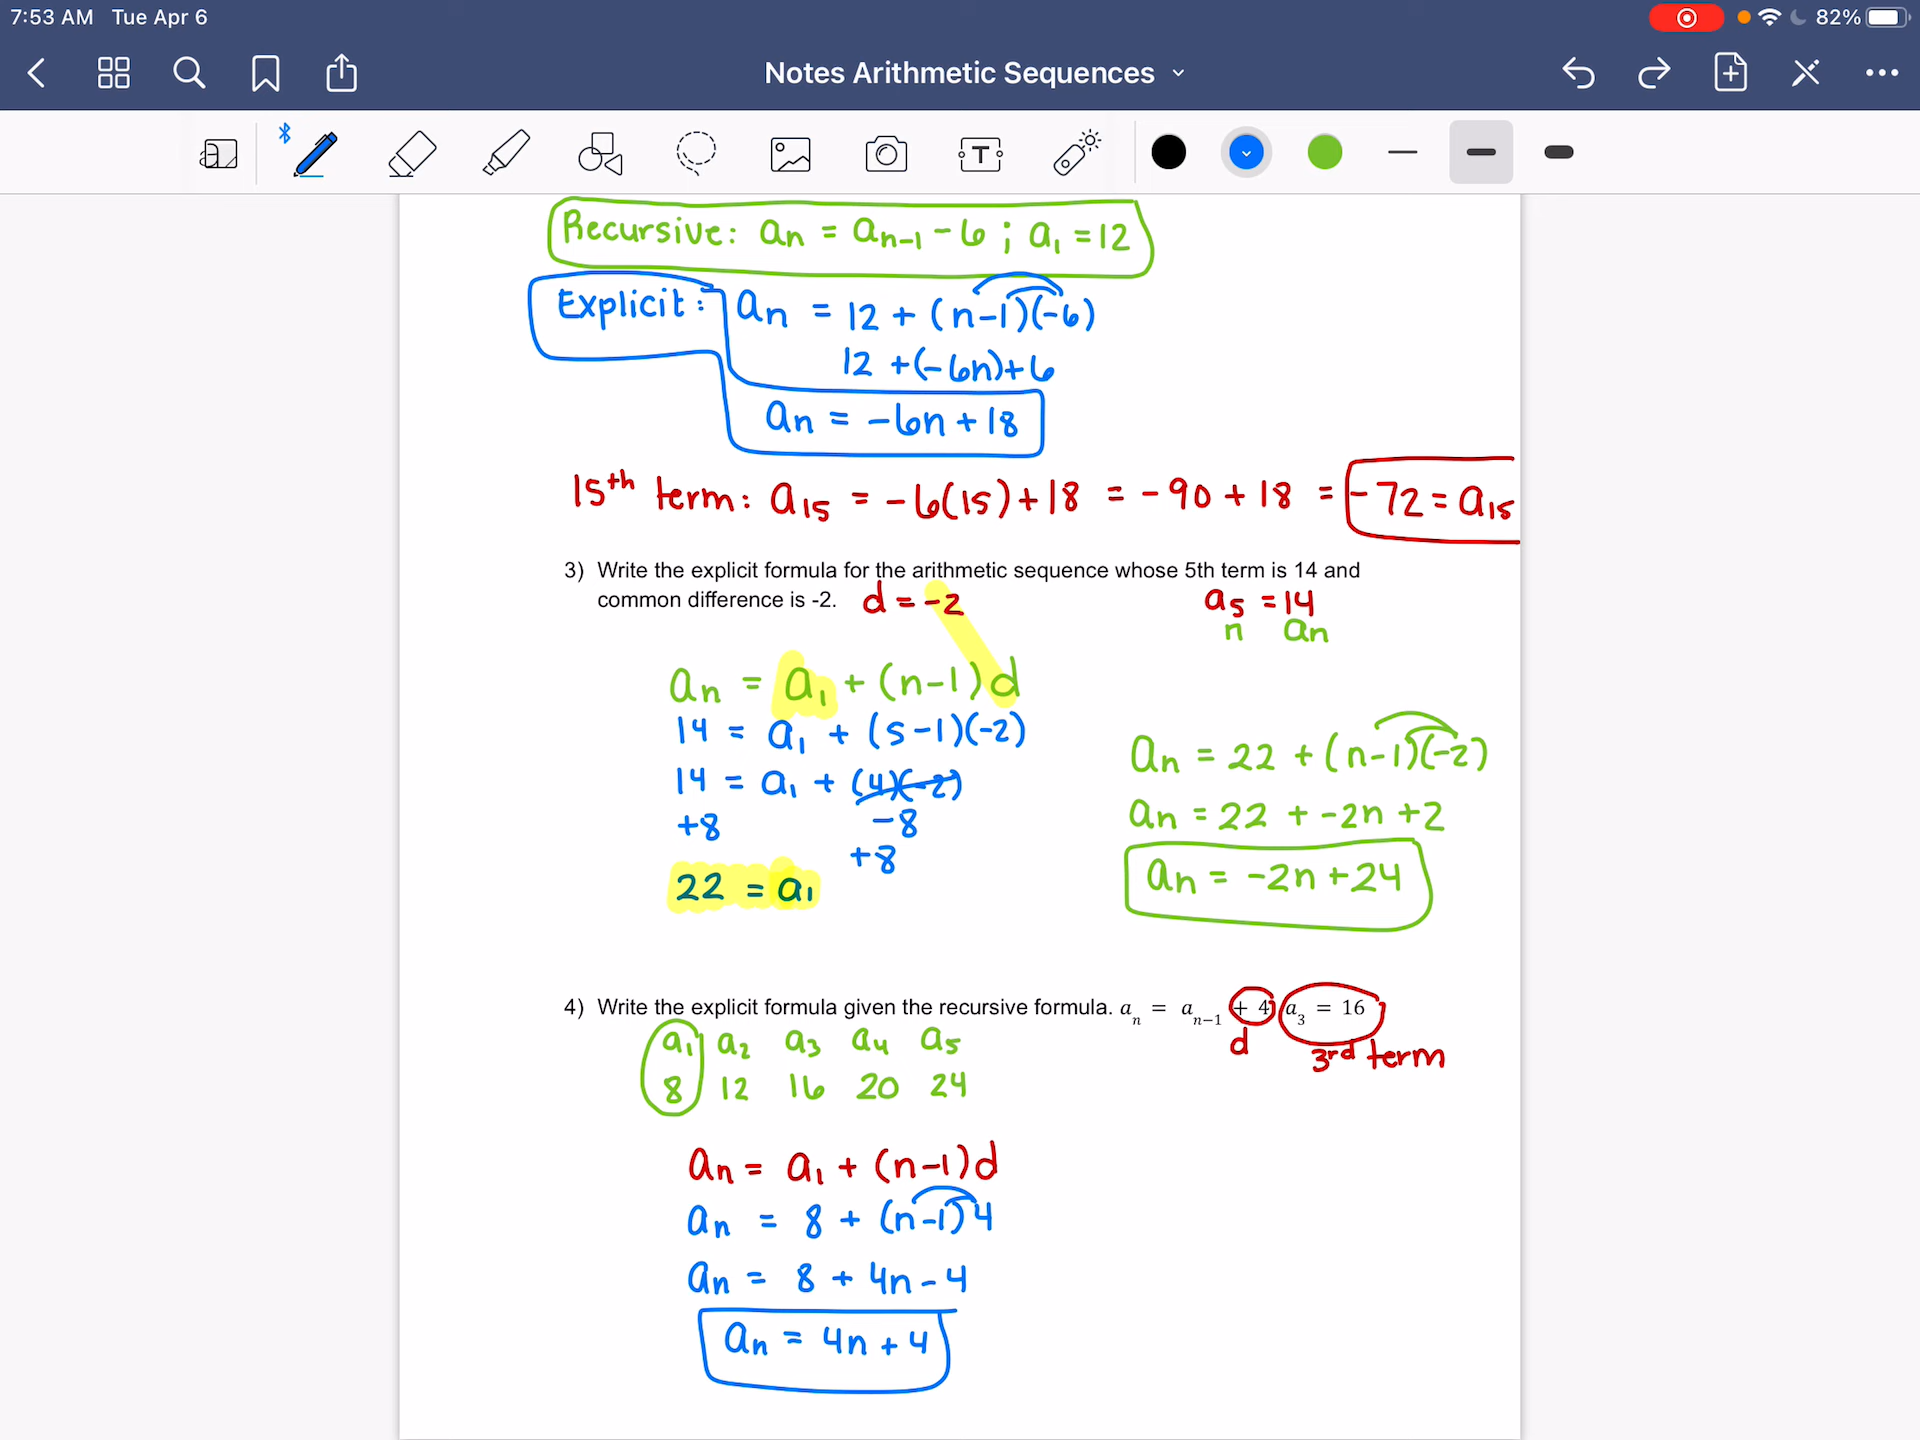 7:53 AM Tue Apr 6
82%
Notes Arithmetic Sequences
T
Recursive: an = an-1 - 6 ; a1 = 12
Explicit: an = 12 + (n-1)(-6)
12 + (-6n) + 6
an = -6n + 18
15th term: a15 = -6(15) + 18 = -90 + 18 = -72 = a15
3) Write the explicit formula for the arithmetic sequence whose 5th term is 14 and
common difference is -2. d = -2 a5 = 14
n an
an = a1 + (n-1)d
14 = a1 + (5-1)(-2)
14 = a1 + (4)(-2)
+8 -8
+8
22 = a1
an = 22 + (n-1)(-2)
an = 22 + -2n + 2
an = -2n + 24
4) Write the explicit formula given the recursive formula. an = an-1 + 4 a3 = 16
d 3rd term
a1 a2 a3 a4 a5
8 12 16 20 24
an = a1 + (n-1)d
an = 8 + (n-1)4
an = 8 + 4n - 4
an = 4n + 4